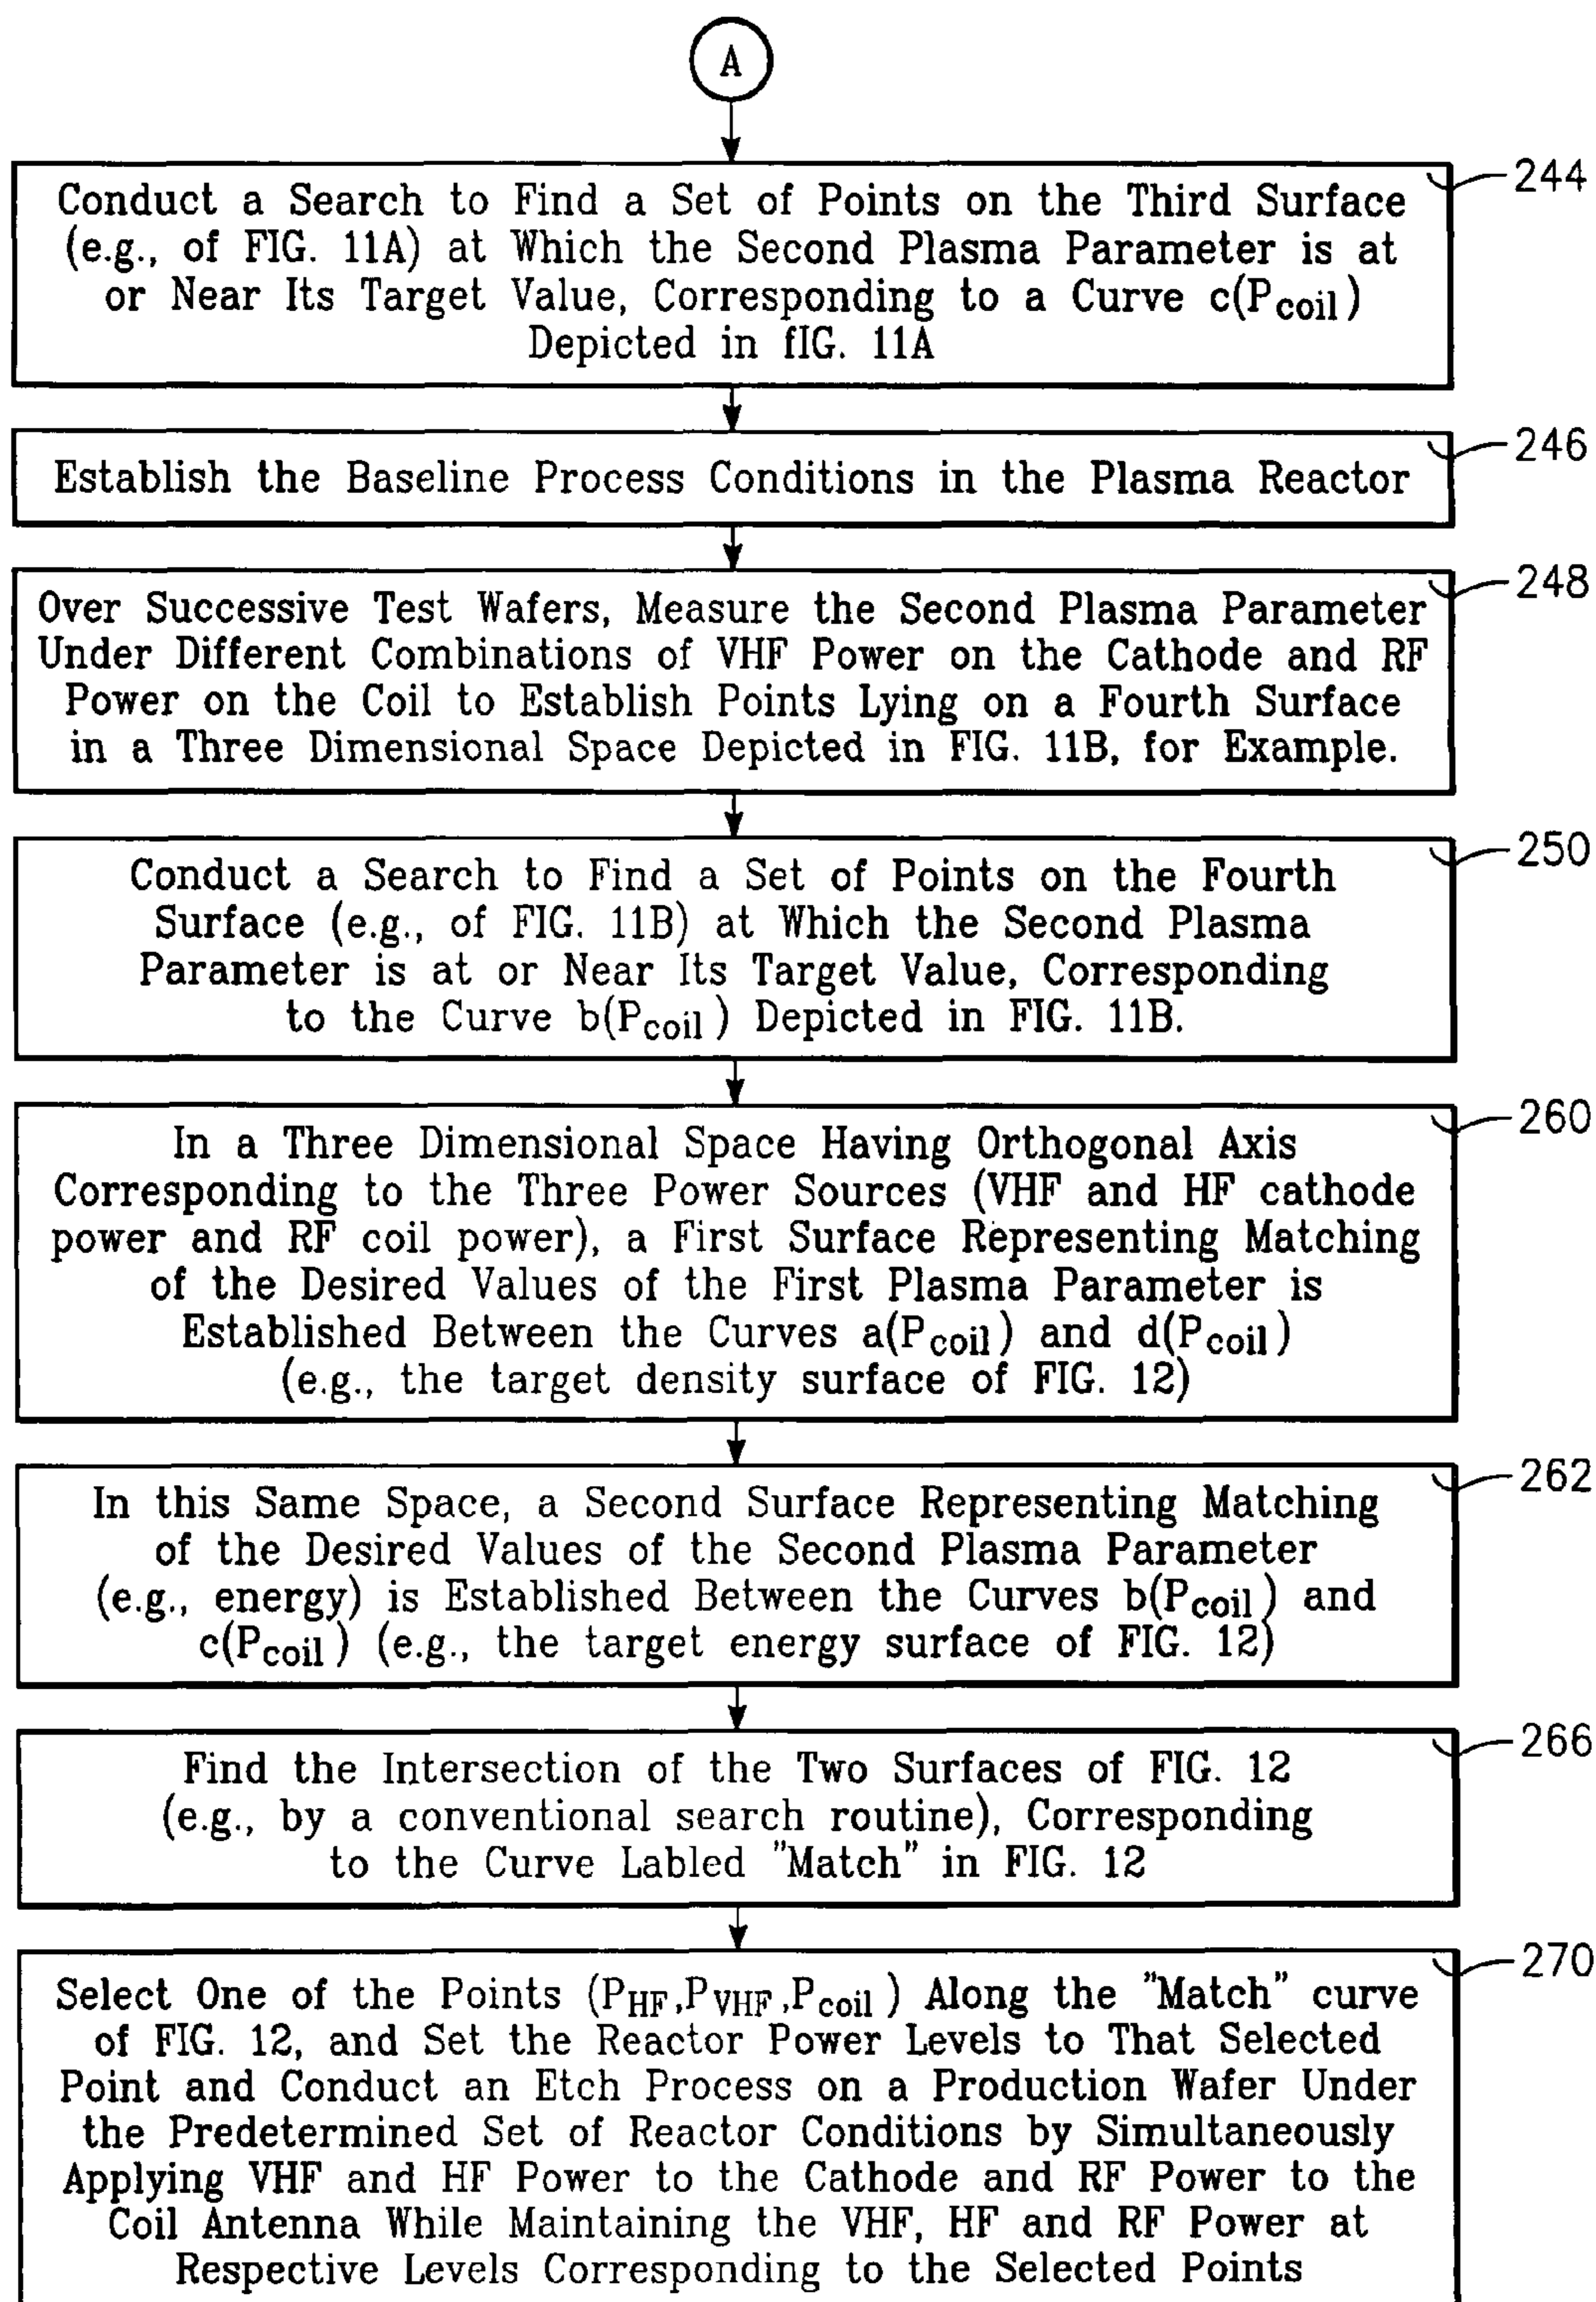 A
244
Conduct a Search to Find a Set of Points on the Third Surface
(e.g., of FIG. 11A) at Which the Second Plasma Parameter is at
or Near Its Target Value, Corresponding to a Curve c(Pcoil)
Depicted in fIG. 11A
246
Establish the Baseline Process Conditions in the Plasma Reactor
248
Over Successive Test Wafers, Measure the Second Plasma Parameter
Under Different Combinations of VHF Power on the Cathode and RF
Power on the Coil to Establish Points Lying on a Fourth Surface
in a Three Dimensional Space Depicted in FIG. 11B, for Example.
250
Conduct a Search to Find a Set of Points on the Fourth
Surface (e.g., of FIG. 11B) at Which the Second Plasma
Parameter is at or Near Its Target Value, Corresponding
to the Curve b(Pcoil) Depicted in FIG. 11B.
260
In a Three Dimensional Space Having Orthogonal Axis
Corresponding to the Three Power Sources (VHF and HF cathode
power and RF coil power), a First Surface Representing Matching
of the Desired Values of the First Plasma Parameter is
Established Between the Curves a(Pcoil) and d(Pcoil)
(e.g., the target density surface of FIG. 12)
262
In this Same Space, a Second Surface Representing Matching
of the Desired Values of the Second Plasma Parameter
(e.g., energy) is Established Between the Curves b(Pcoil) and
c(Pcoil) (e.g., the target energy surface of FIG. 12)
266
Find the Intersection of the Two Surfaces of FIG. 12
(e.g., by a conventional search routine), Corresponding
to the Curve Labled "Match" in FIG. 12
270
Select One of the Points (PHF,PVHF,Pcoil) Along the "Match" curve
of FIG. 12, and Set the Reactor Power Levels to That Selected
Point and Conduct an Etch Process on a Production Wafer Under
the Predetermined Set of Reactor Conditions by Simultaneously
Applying VHF and HF Power to the Cathode and RF Power to the
Coil Antenna While Maintaining the VHF, HF and RF Power at
Respective Levels Corresponding to the Selected Points